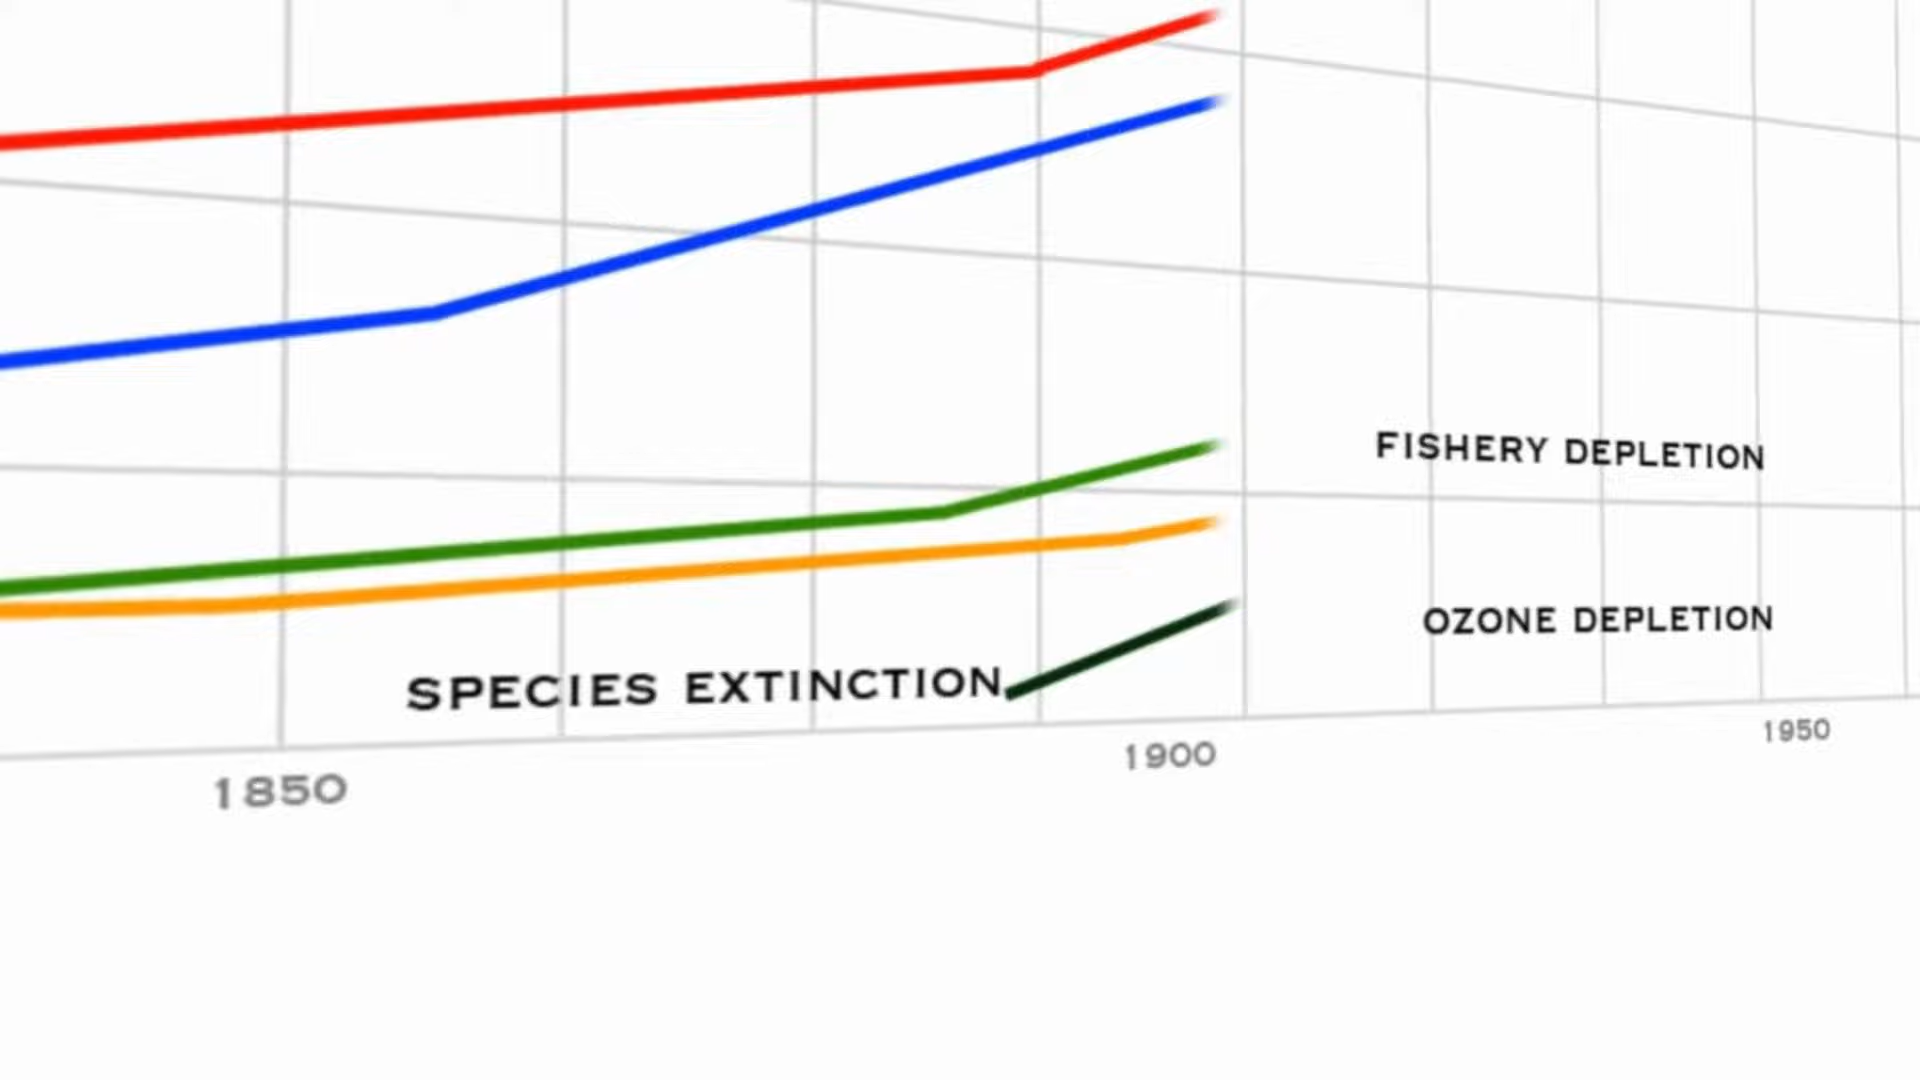 FISHERY DEPLETION
OZONE DEPLETION
SPECIES EXTINCTION
1850
1900
1950